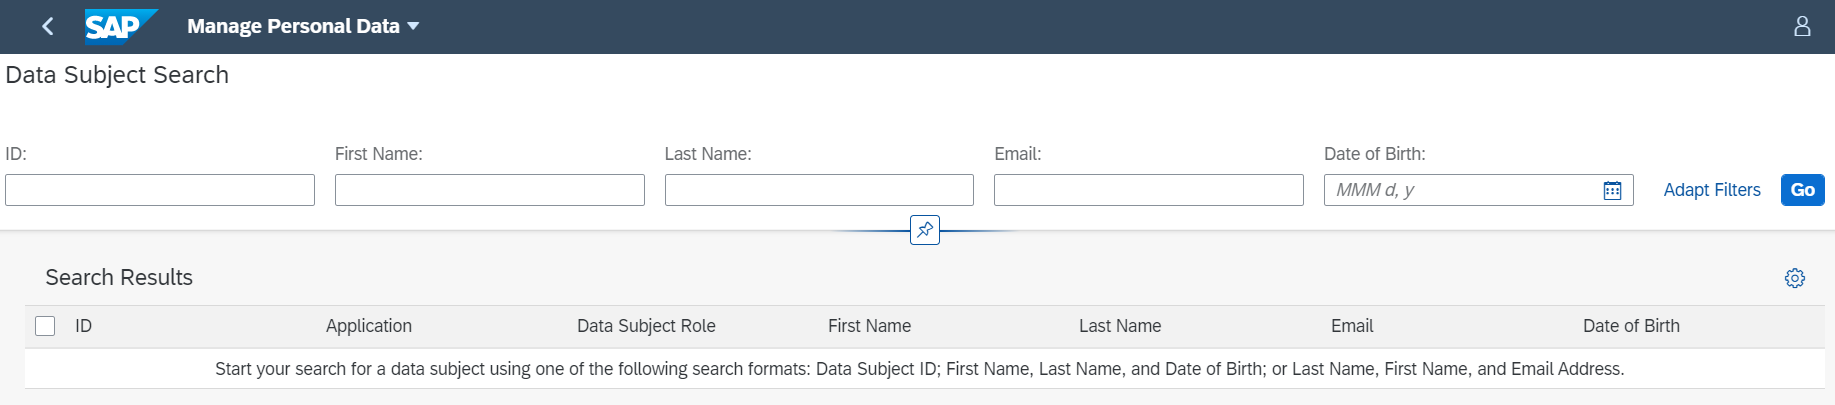 SAP Manage Personal Data
Data Subject Search
ID: First Name: Last Name: Email: Date of Birth:
MMM d, y Adapt Filters Go
Search Results
ID Application Data Subject Role First Name Last Name Email Date of Birth
Start your search for a data subject using one of the following search formats: Data Subject ID; First Name, Last Name, and Date of Birth; or Last Name, First Name, and Email Address.